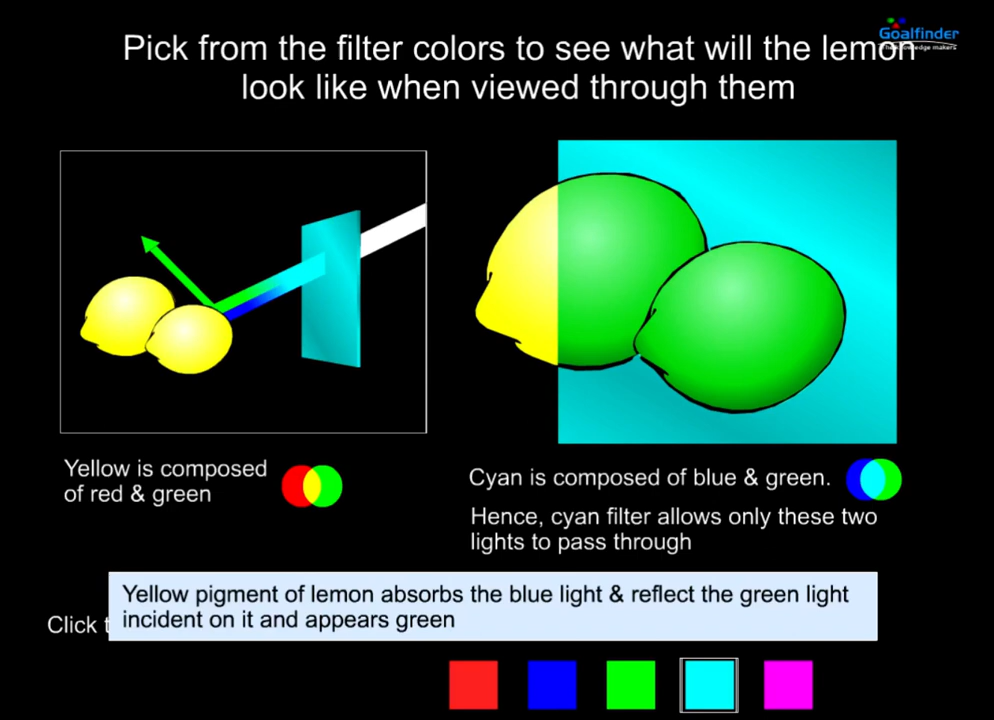 Goalfinder
Pick from the filter colors to see what will the lemon
look like when viewed through them
Yellow is composed
of red & green
Cyan is composed of blue & green.
Hence, cyan filter allows only these two
lights to pass through
Yellow pigment of lemon absorbs the blue light & reflect the green light
incident on it and appears green
Click